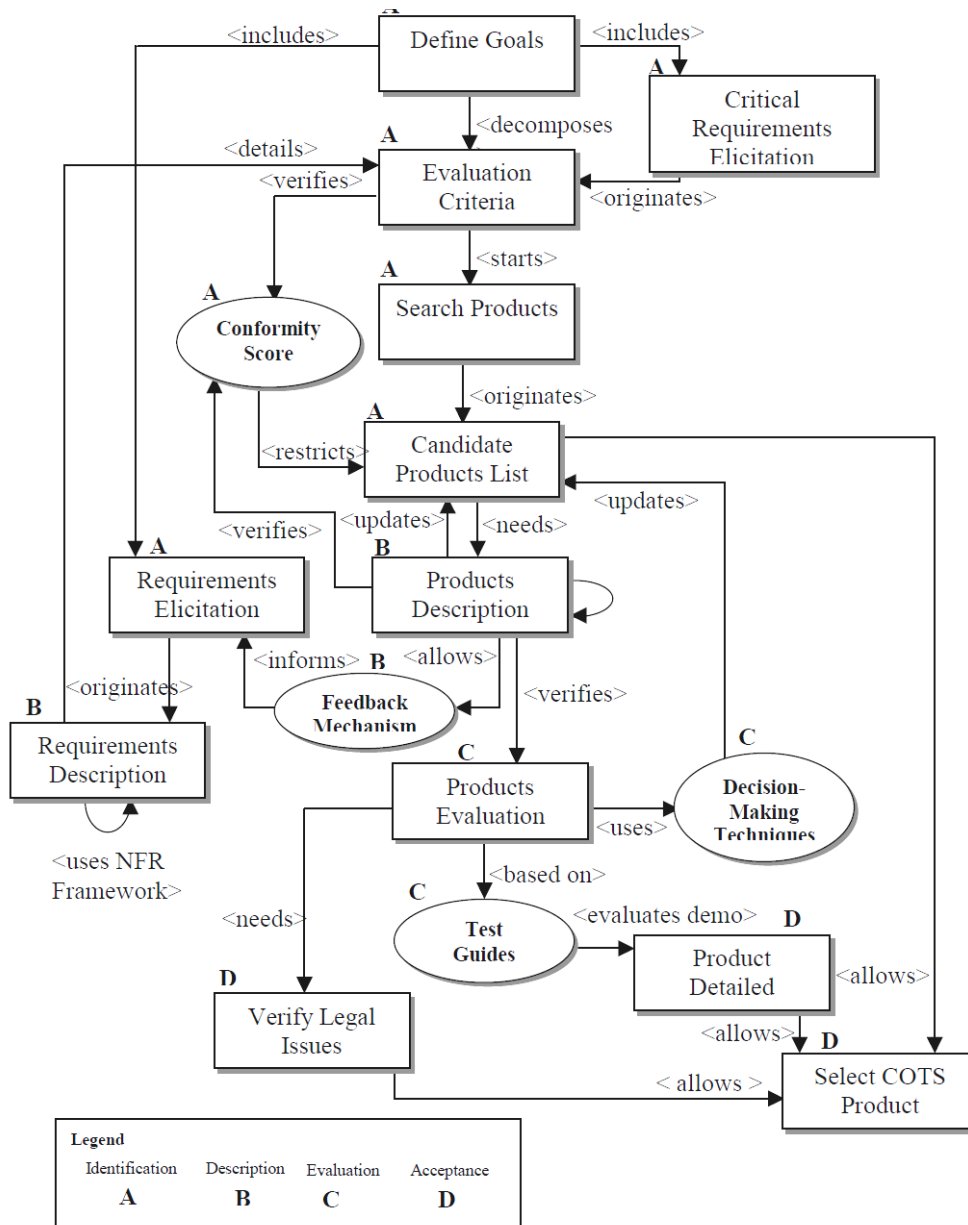 A
<includes>
Define Goals
<includes>
A
Critical
Requirements
Elicitation
<decomposes
A
<details>
Evaluation
Criteria
<verifies>
<originates>
<starts>
A
Search Products
A
Conformity
Score
<originates>
A
<restricts>
Candidate
Products List
<verifies>
<updates>
<needs>
<updates>
A
Requirements
Elicitation
B
Products
Description
<informs>
B
<allows>
<originates>
Feedback
Mechanism
<verifies>
B
Requirements
Description
C
Products
Evaluation
C
Decision-
Making
Techniques
<uses>
<uses NFR
Framework>
<based on>
C
<needs>
Test
Guides
<evaluates demo>
D
Product
Detailed
<allows>
D
Verify Legal
Issues
<allows>
D
< allows >
Select COTS
Product
Legend
Identification Description Evaluation Acceptance
A B C D